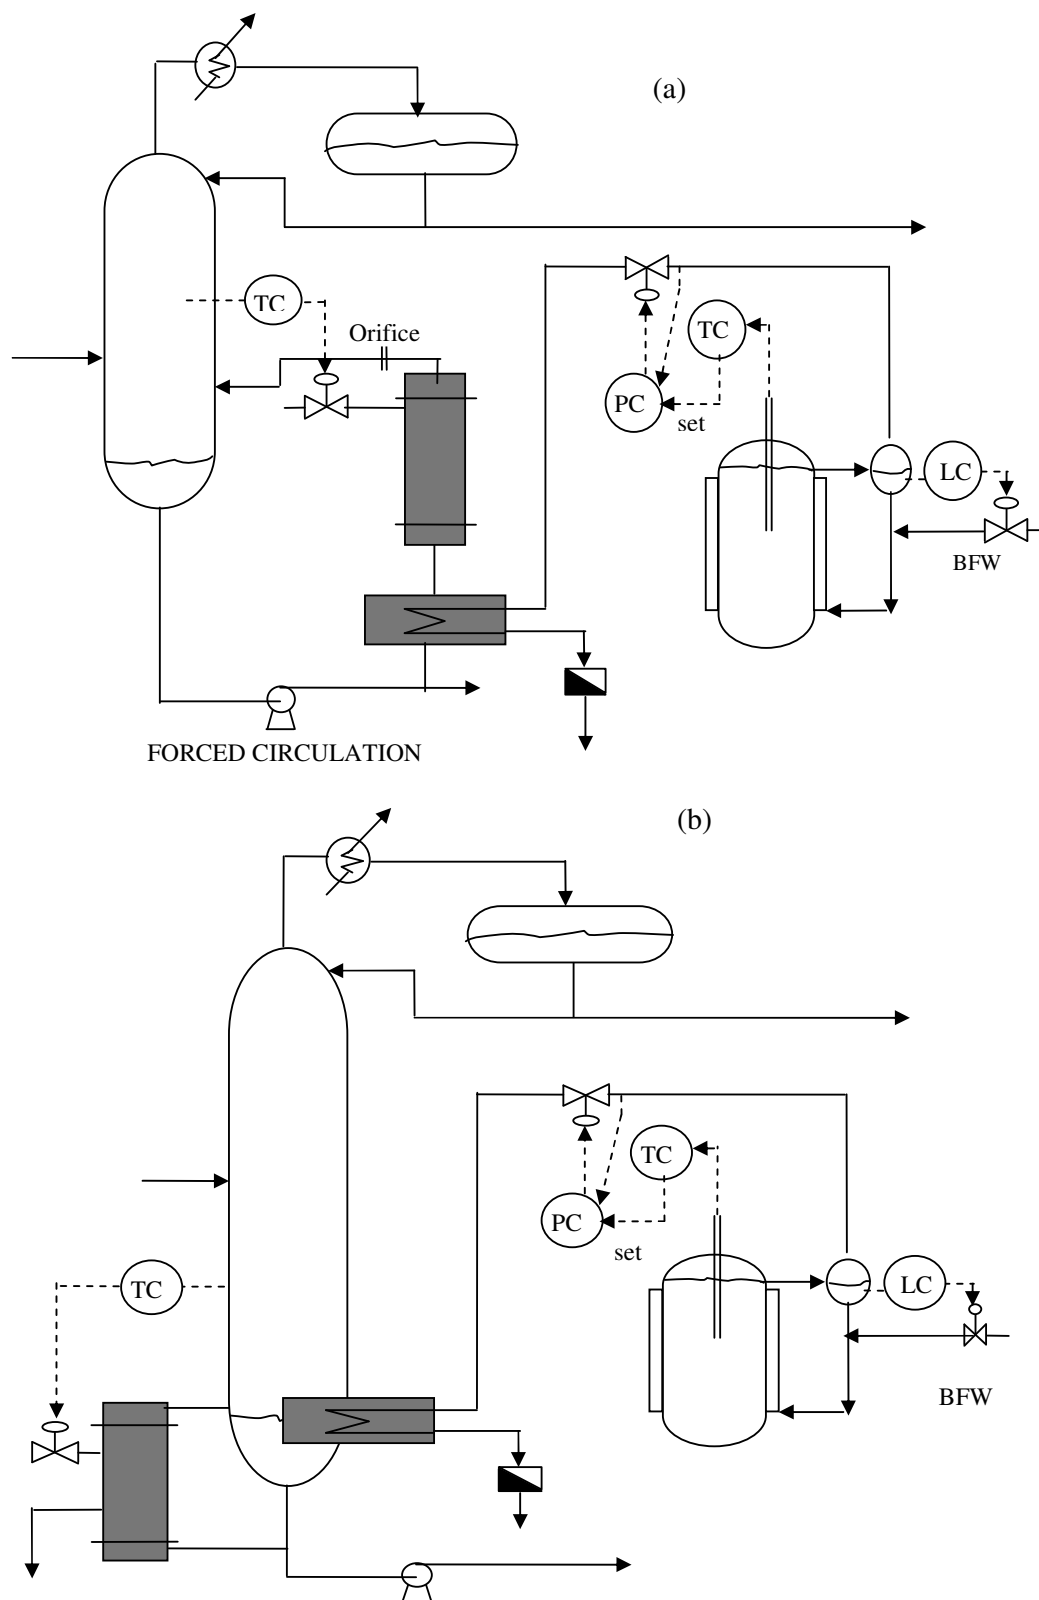 (a)
TC
Orifice
TC
PC
set
LC
BFW
FORCED CIRCULATION
(b)
TC
PC
set
TC
LC
BFW